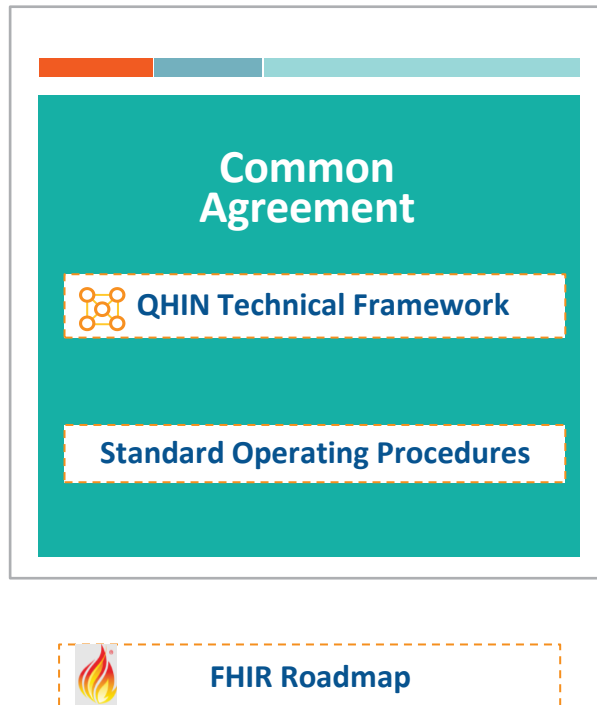 Common
Agreement
QHIN Technical Framework
Standard Operating Procedures
FHIR Roadmap